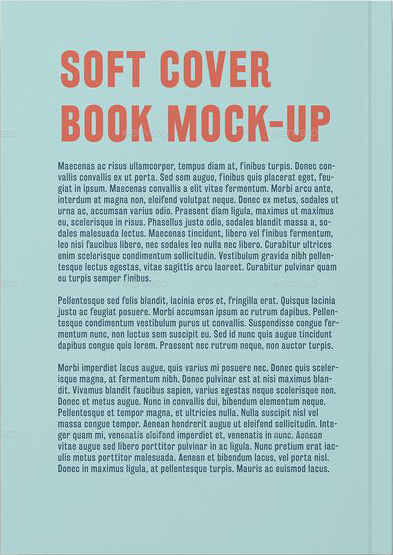 SOFT COVER
BOOK MOCK-UP
Maecenas ac risus ullamcorper, tempus diam at, finibus turpis. Donec con-
vallis convallis ex ut porta. Sed sem augue, finibus quis placerat eget, feu-
giat in ipsum. Maecenas convallis a elit vitae fermentum. Morbi arcu ante,
interdum at magna non, eleifend volutpat neque. Donec ex metus, sodales ut
urna ac, accumsan varius odio. Praesent diam ligula, maximus ut maximus
eu, scelerisque in risus. Phasellus justo odio, sodales blandit massa a, so-
dales malesuada lectus. Maecenas tincidunt, libero vel finibus fermentum,
leo nisi faucibus libero, nec sodales leo nulla nec libero. Curabitur ultrices
enim scelerisque condimentum sollicitudin. Vestibulum gravida nibh pellen-
tesque lectus egestas, vitae sagittis arcu laoreet. Curabitur pulvinar quam
eu turpis semper finibus.
Pellentesque sed felis blandit, lacinia eros et, fringilla erat. Quisque lacinia
justo ac feugiat posuere. Morbi accumsan ipsum ac rutrum dapibus. Pellen-
tesque condimentum vestibulum purus ut convallis. Suspendisse congue fer-
mentum nunc, non luctus sem suscipit eu. Sed id nunc quis augue tincidunt
dapibus congue quis lorem. Praesent nec rutrum neque, non auctor turpis.
Morbi imperdiet lacus augue, quis varius mi posuere nec. Donec quis sceler-
isque magna, at fermentum nibh. Donec pulvinar est at nisi maximus blan-
dit. Vivamus blandit faucibus sapien, varius egestas neque scelerisque non.
Donec et metus augue. Nunc in convallis dui, bibendum elementum neque.
Pellentesque et tempor magna, et ultricies nulla. Nulla suscipit nisl vel
massa congue tempor. Aenean hendrerit augue ut eleifend sollicitudin. Inte-
ger quam mi, venenatis eleifend imperdiet et, venenatis in nunc. Aenean
vitae augue sed libero porttitor pulvinar in ac ligula. Nunc pretium erat iac-
ulis metus porttitor malesuada. Aenean et bibendum lacus, vel porta nisl.
Donec in maximus ligula, at pellentesque turpis. Mauris ac euismod lacus.